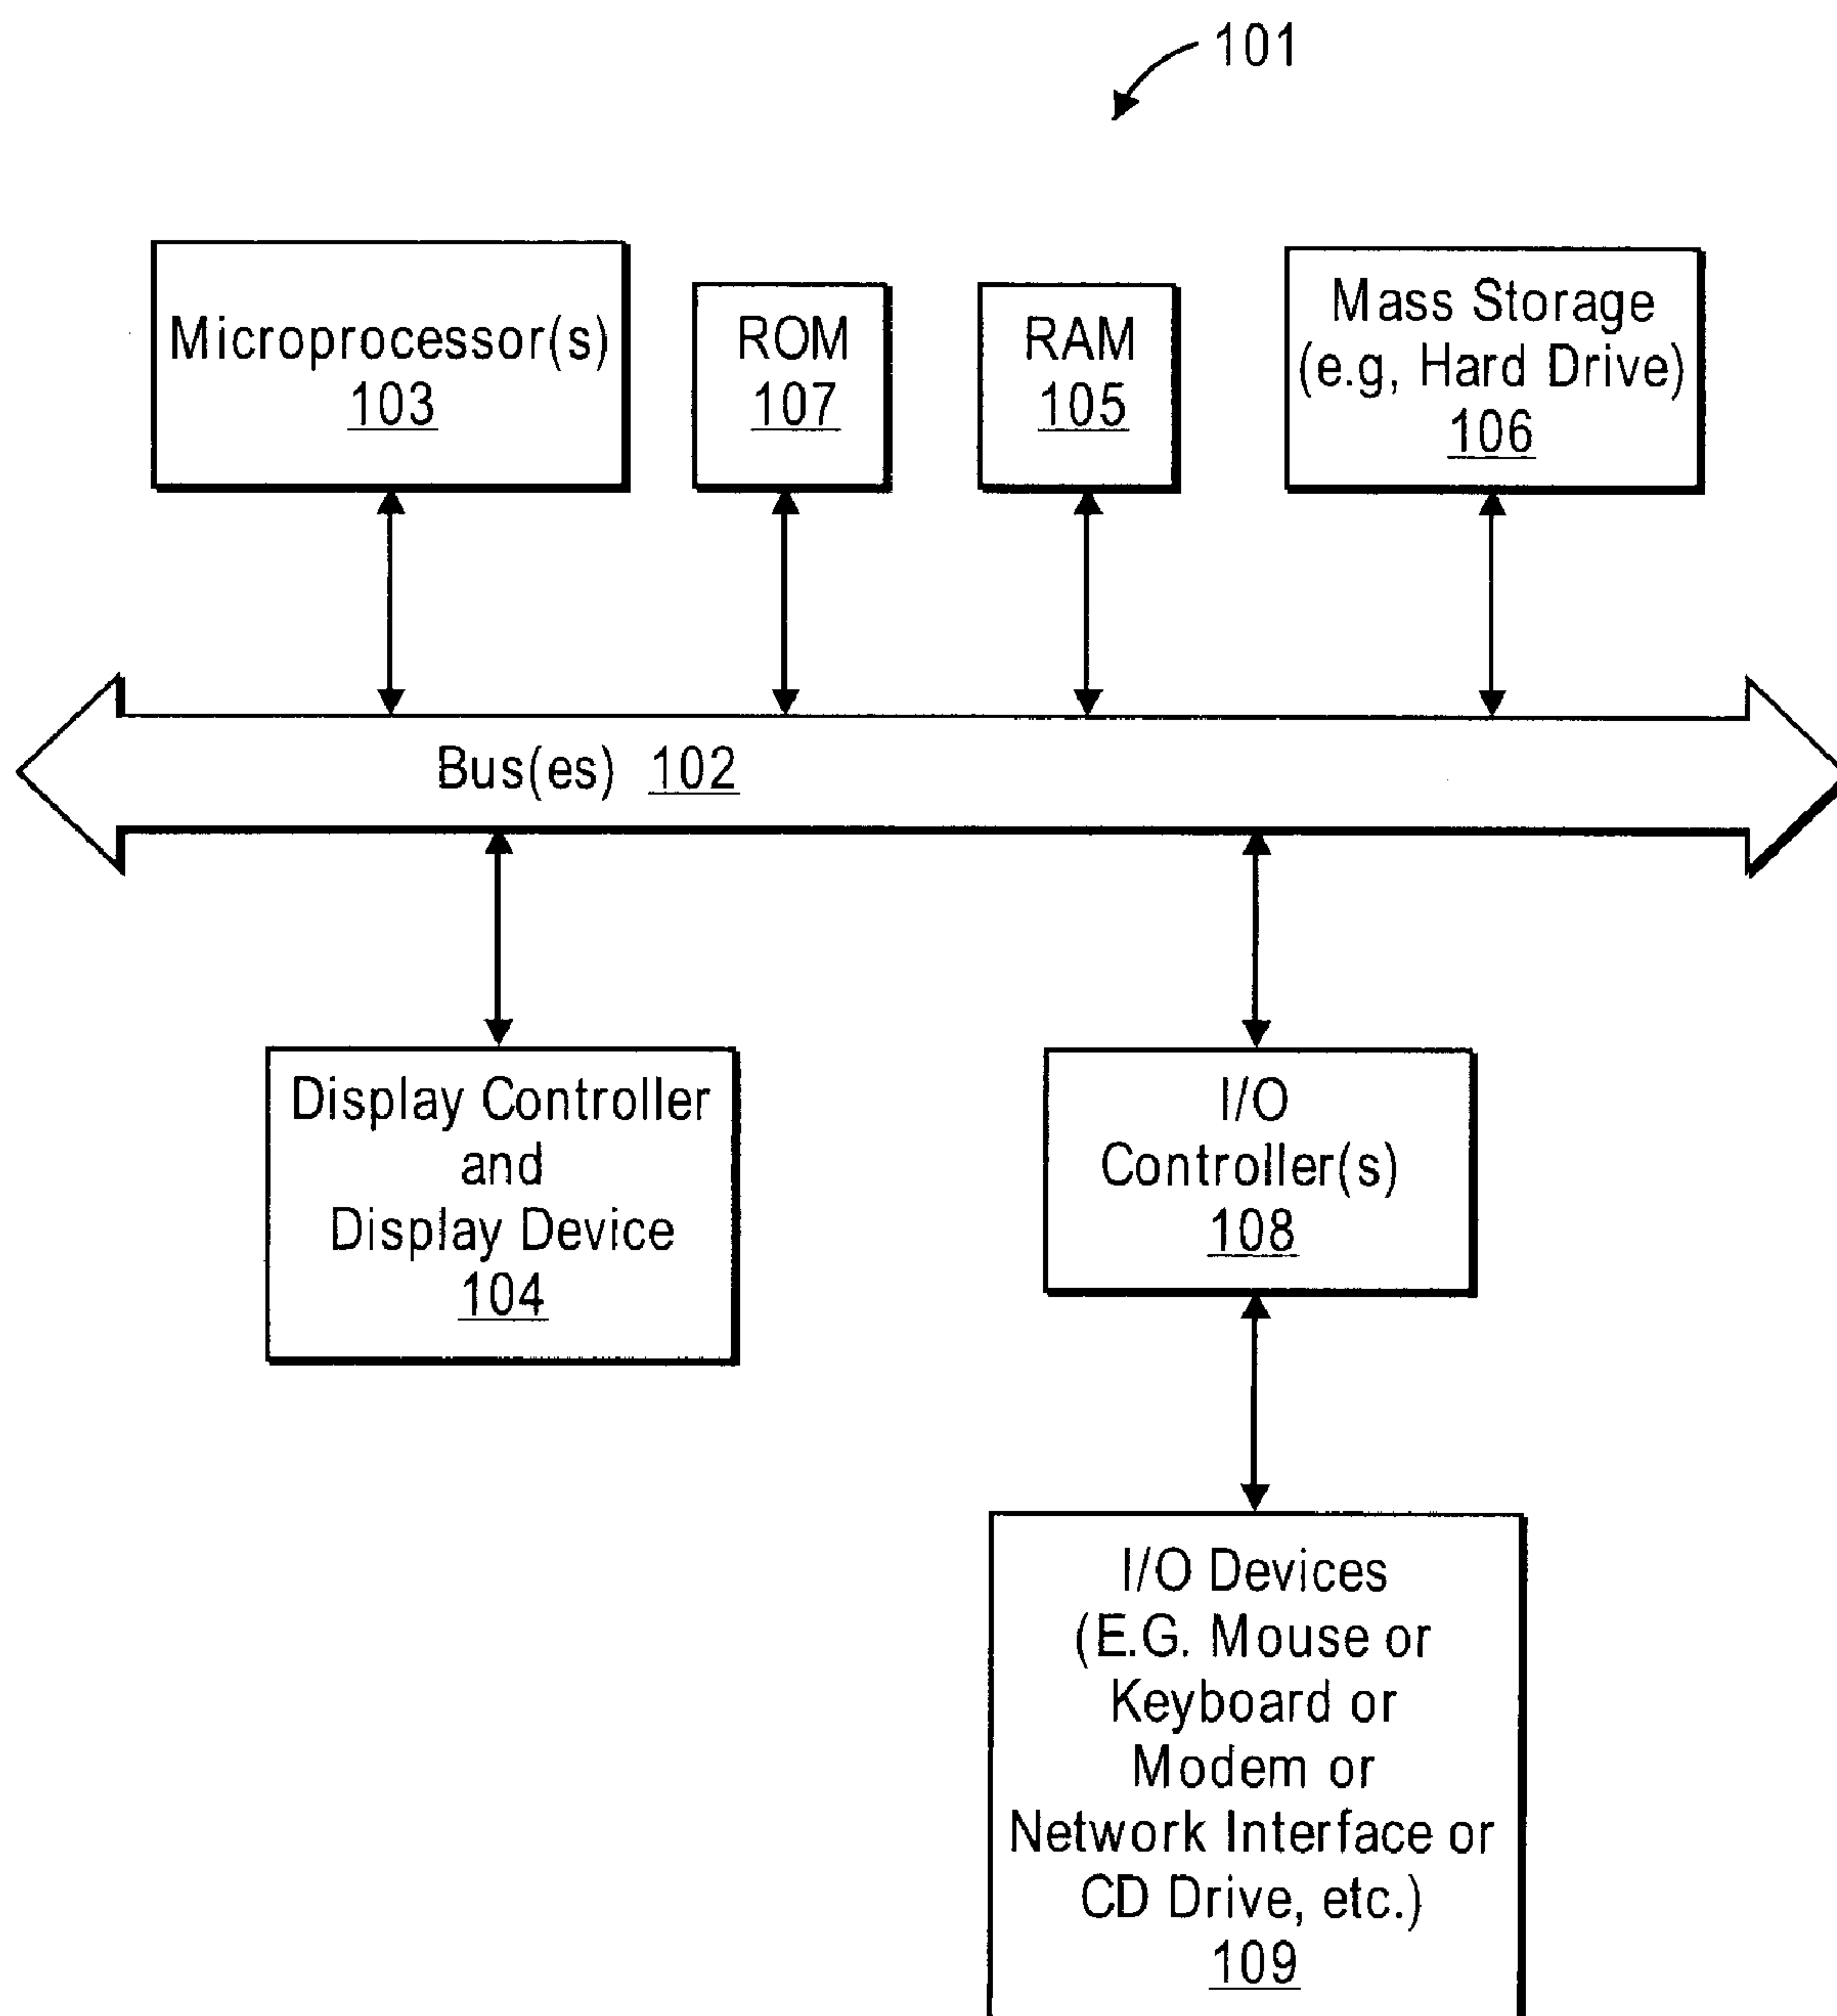 101
Microprocessor(s)
103
ROM
107
RAM
105
Mass Storage
(e.g, Hard Drive)
106
Bus(es) 102
Display Controller
and
Display Device
104
I/O
Controller(s)
108
I/O Devices
(E.G. Mouse or
Keyboard or
Modem or
Network Interface or
CD Drive, etc.)
109